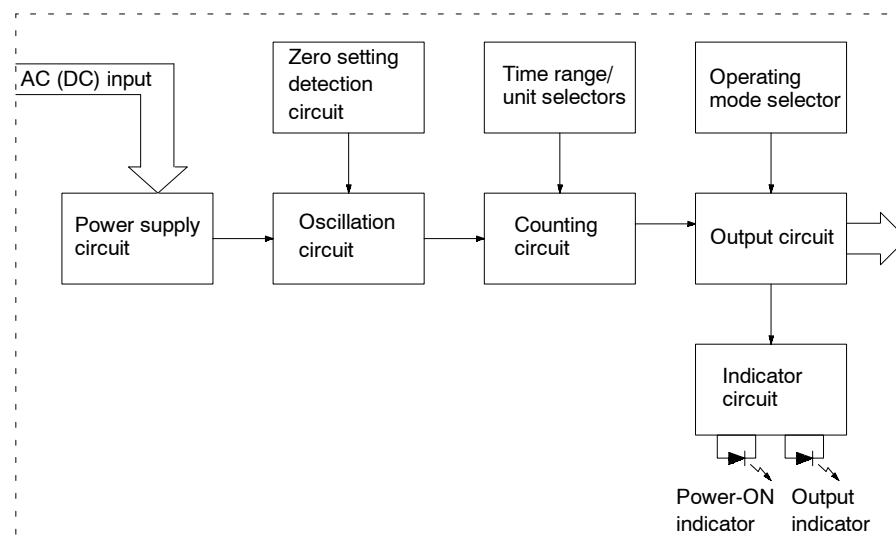 AC (DC) input
Zero setting
detection
circuit
Time range/
unit selectors
Operating
mode selector
Power supply
circuit
Oscillation
circuit
Counting
circuit
Output circuit
Indicator
circuit
Power-ON
indicator
Output
indicator